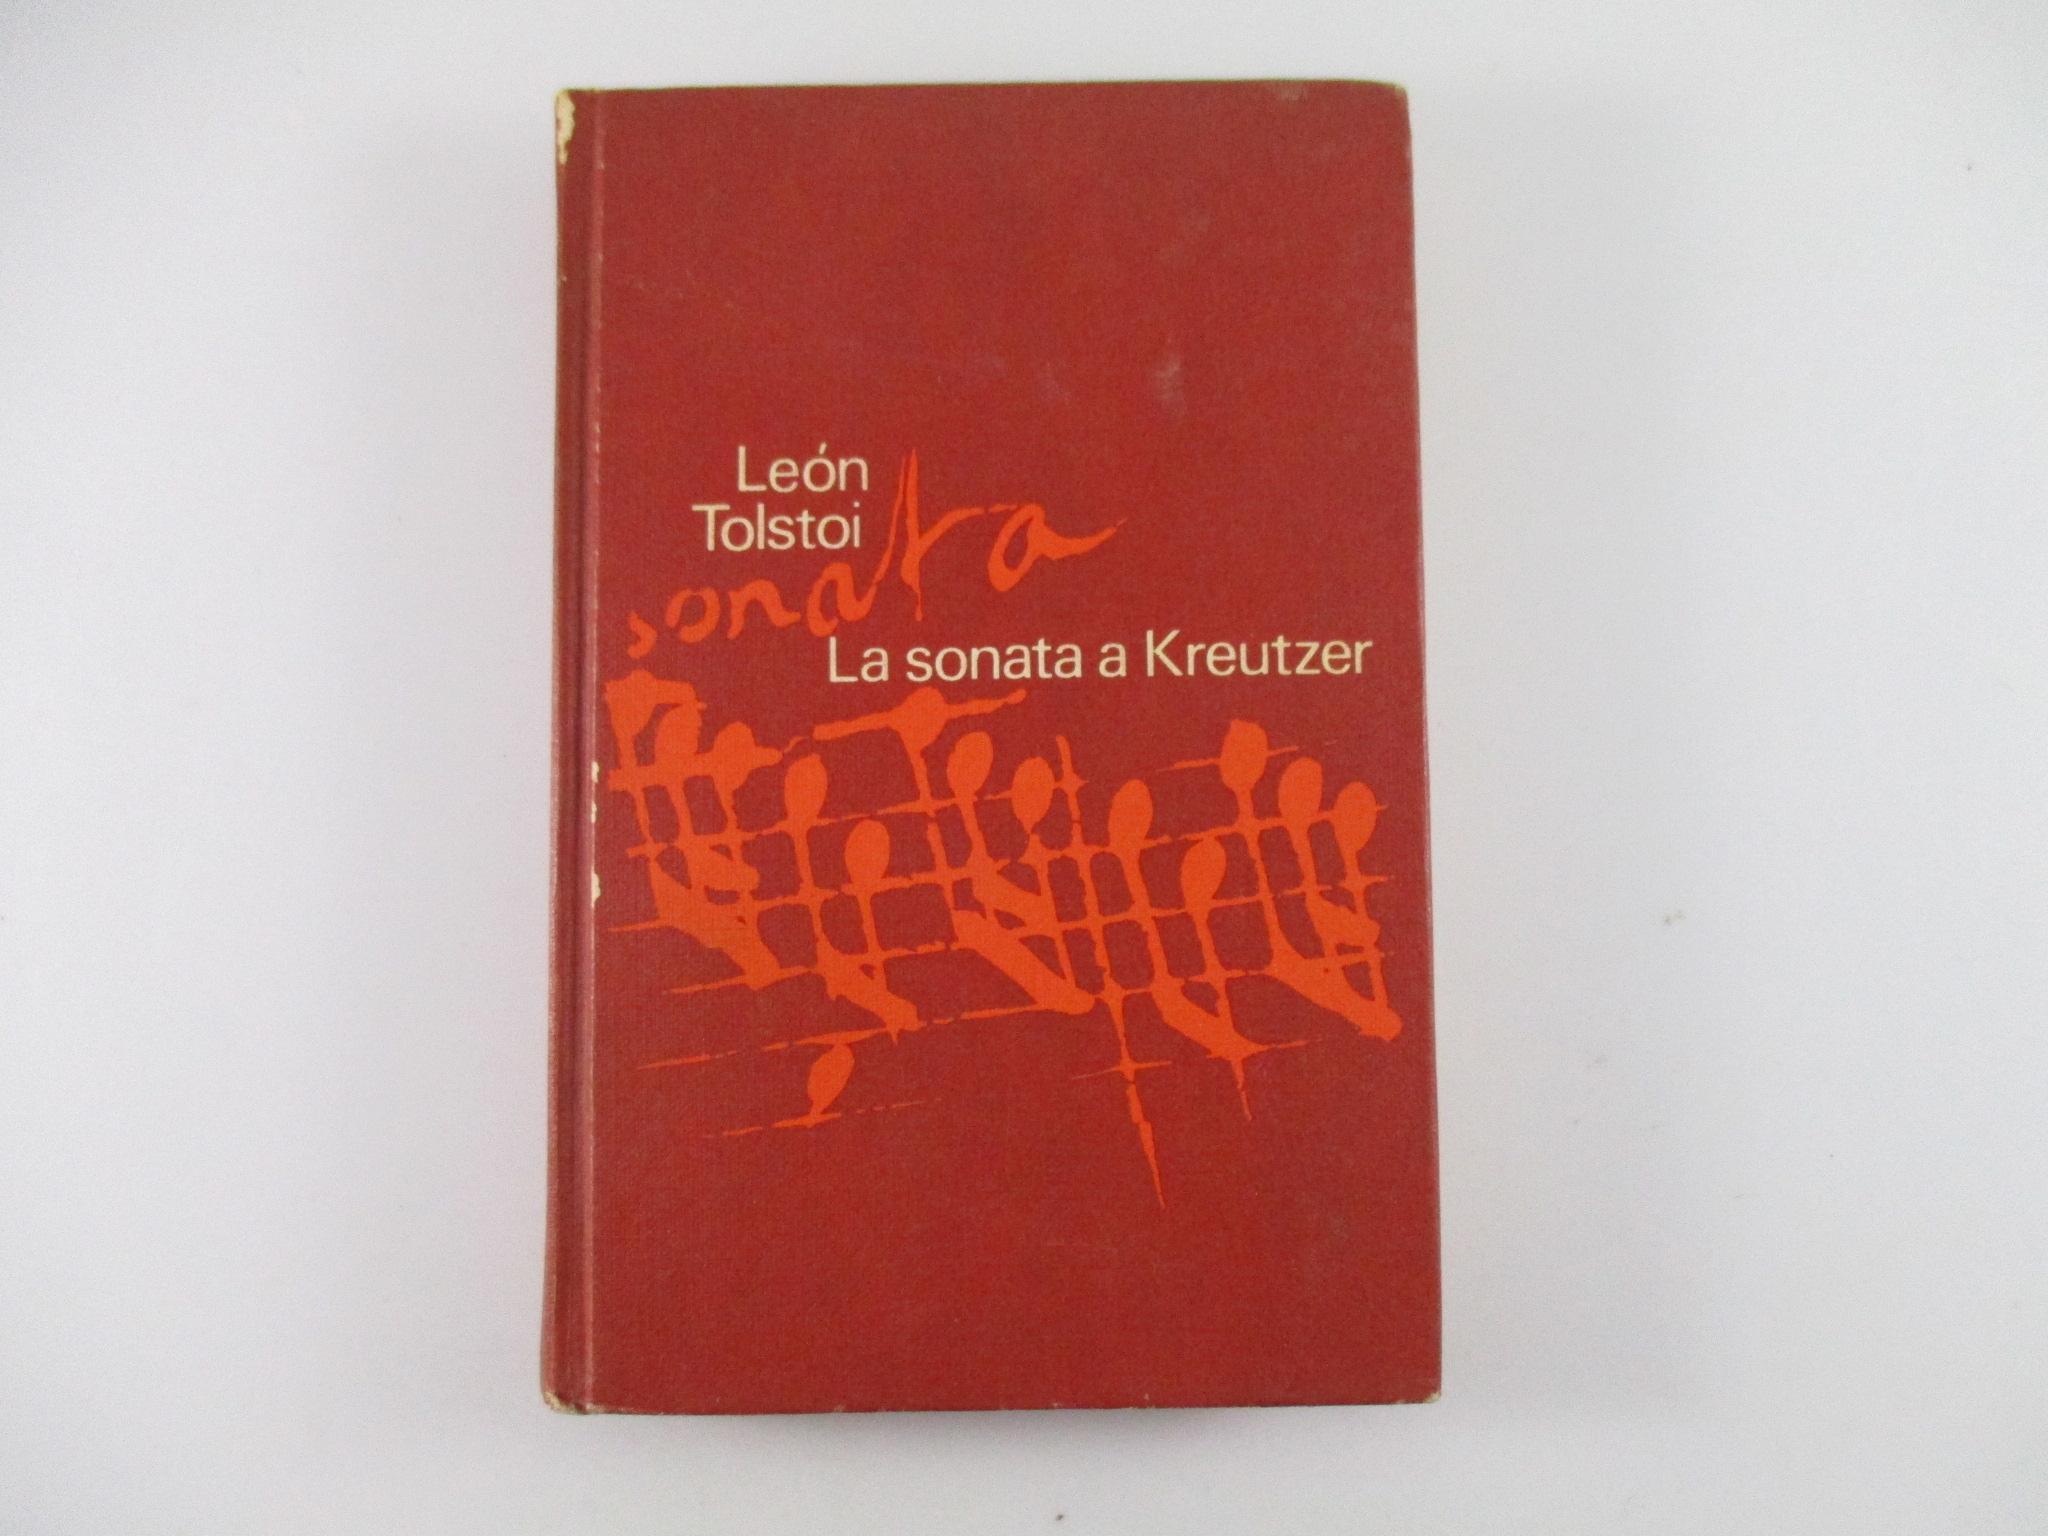 León
Tolstoi
sonata
La sonata a Kreutzer